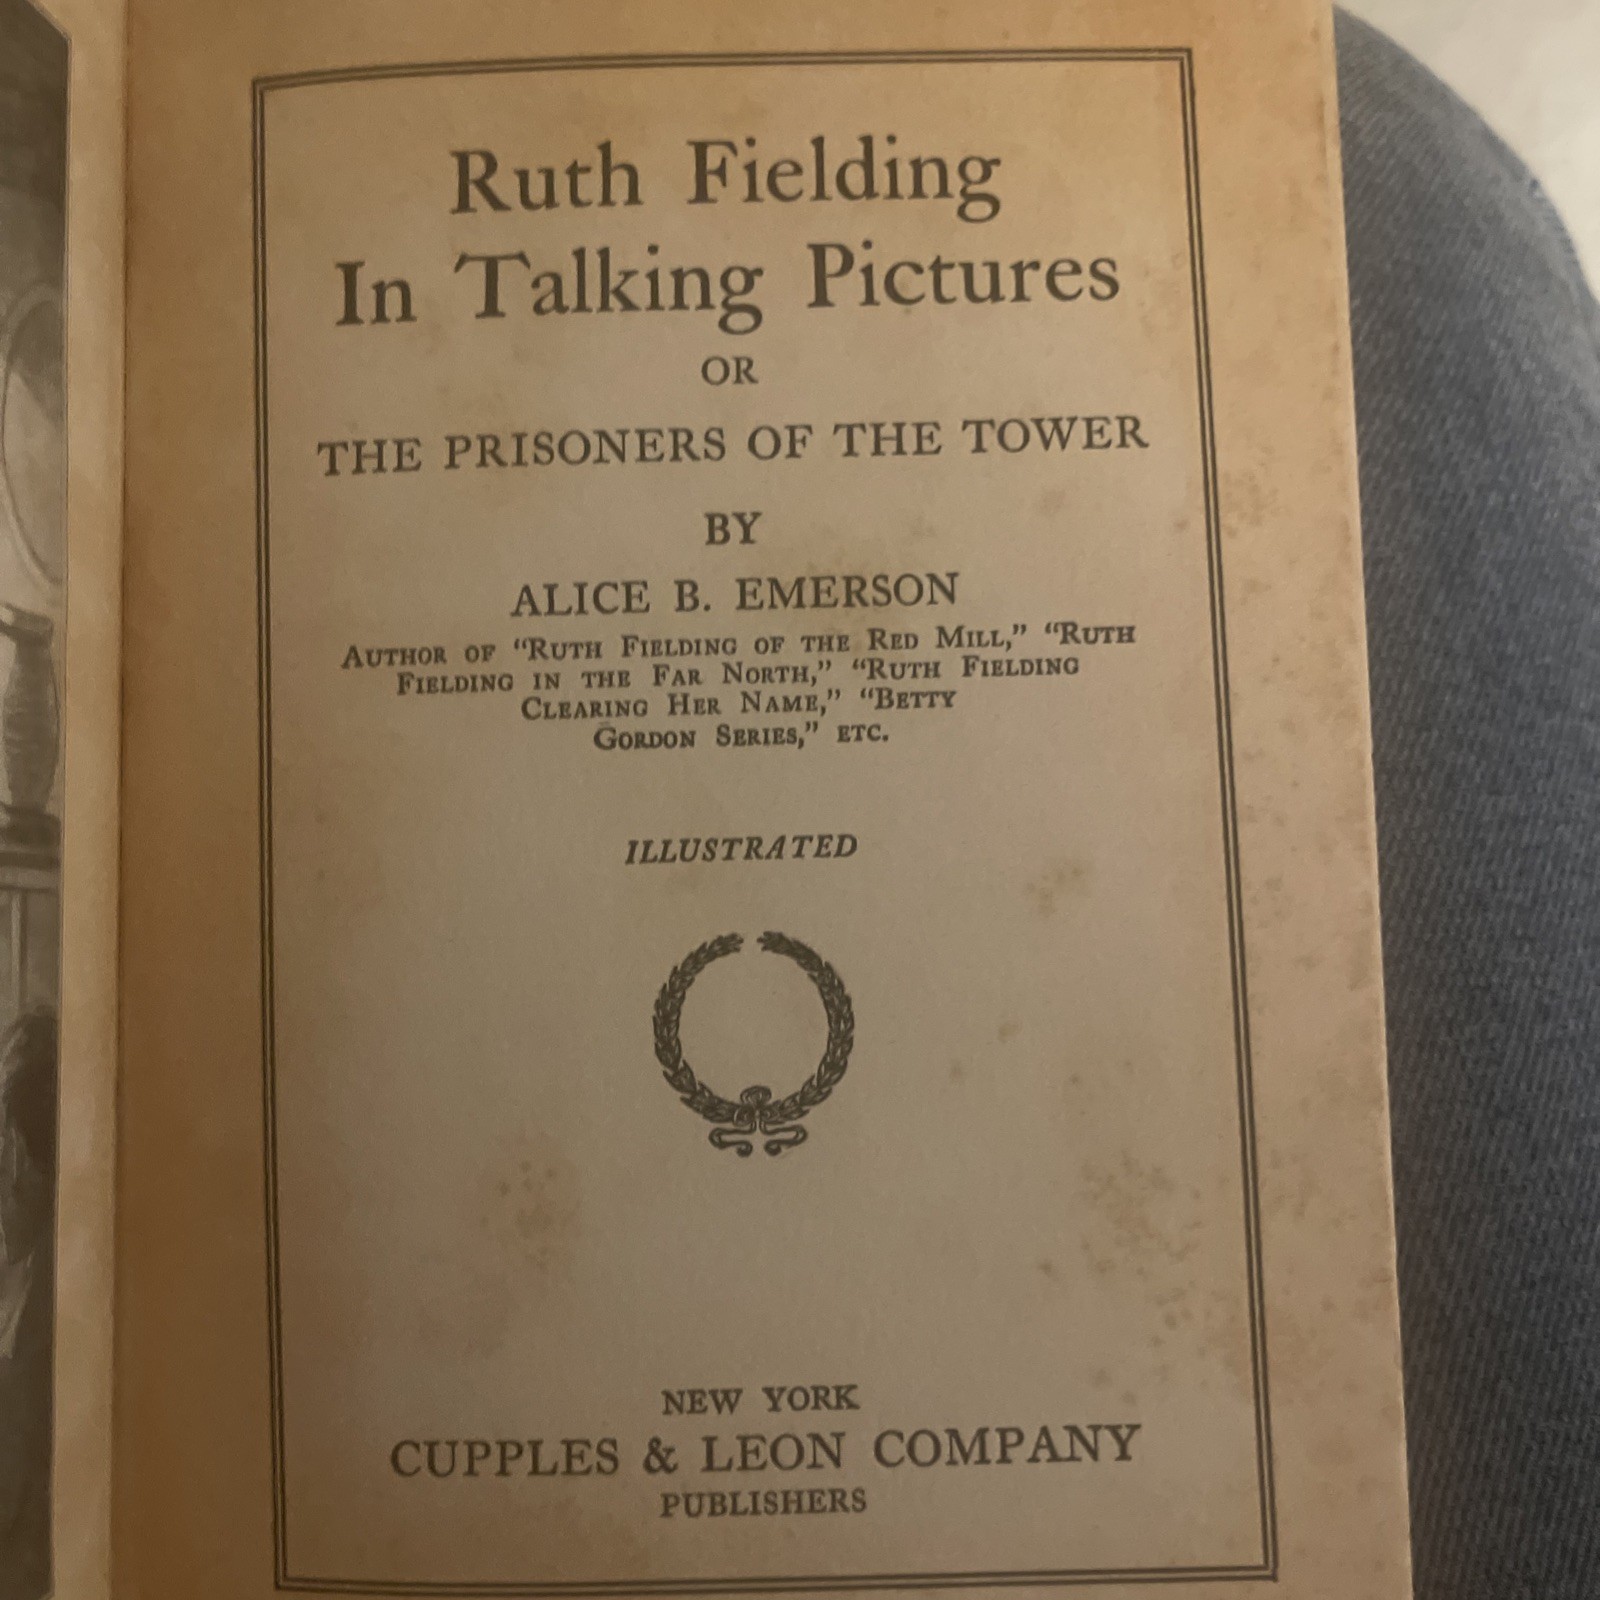 Ruth Fielding
In Talking Pictures
OR
THE PRISONERS OF THE TOWER
BY
ALICE B. EMERSON
AUTHOR OF “RUTH FIELDING OF THE RED MILL,” “RUTH
FIELDING IN THE FAR NORTH,” “RUTH FIELDING
CLEARING HER NAME,” “BETTY
GORDON SERIES,” ETC.
ILLUSTRATED
NEW YORK
CUPPLES & LEON COMPANY
PUBLISHERS